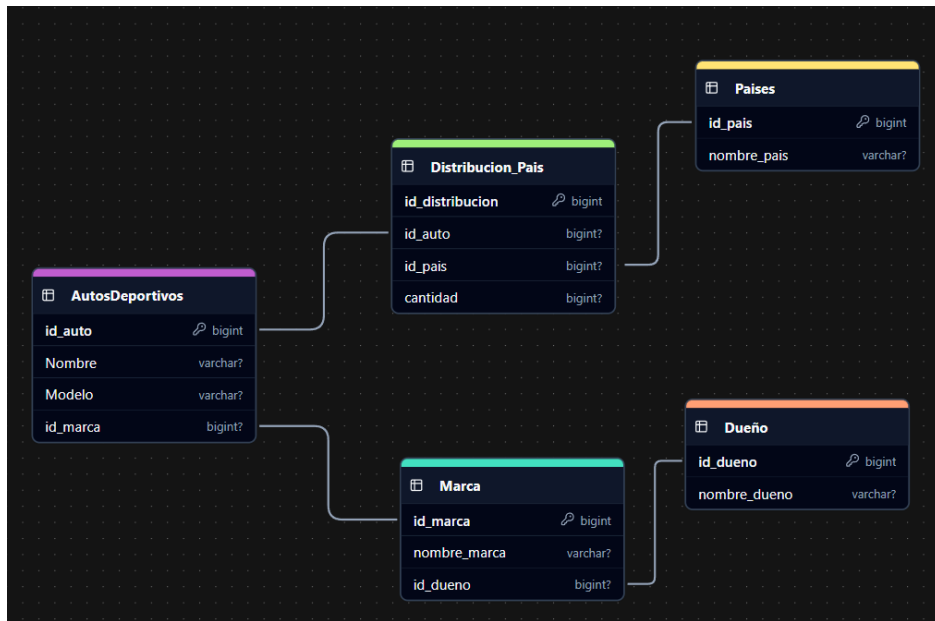 Paises
id_pais bigint
nombre_pais varchar?
Distribucion_Pais
id_distribucion bigint
id_auto bigint?
id_pais bigint?
cantidad bigint?
AutosDeportivos
id_auto bigint
Nombre varchar?
Modelo varchar?
id_marca bigint?
Dueño
id_dueno bigint
nombre_dueno varchar?
Marca
id_marca bigint
nombre_marca varchar?
id_dueno bigint?